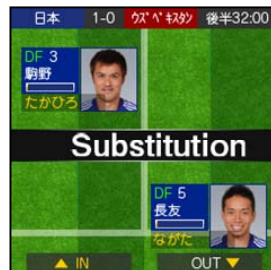 日本 1-0 ウズベキスタン 後半32:00
DF 3
駒野
たかひろ
Substitution
DF 5
長友
ながた
▲ IN OUT ▼